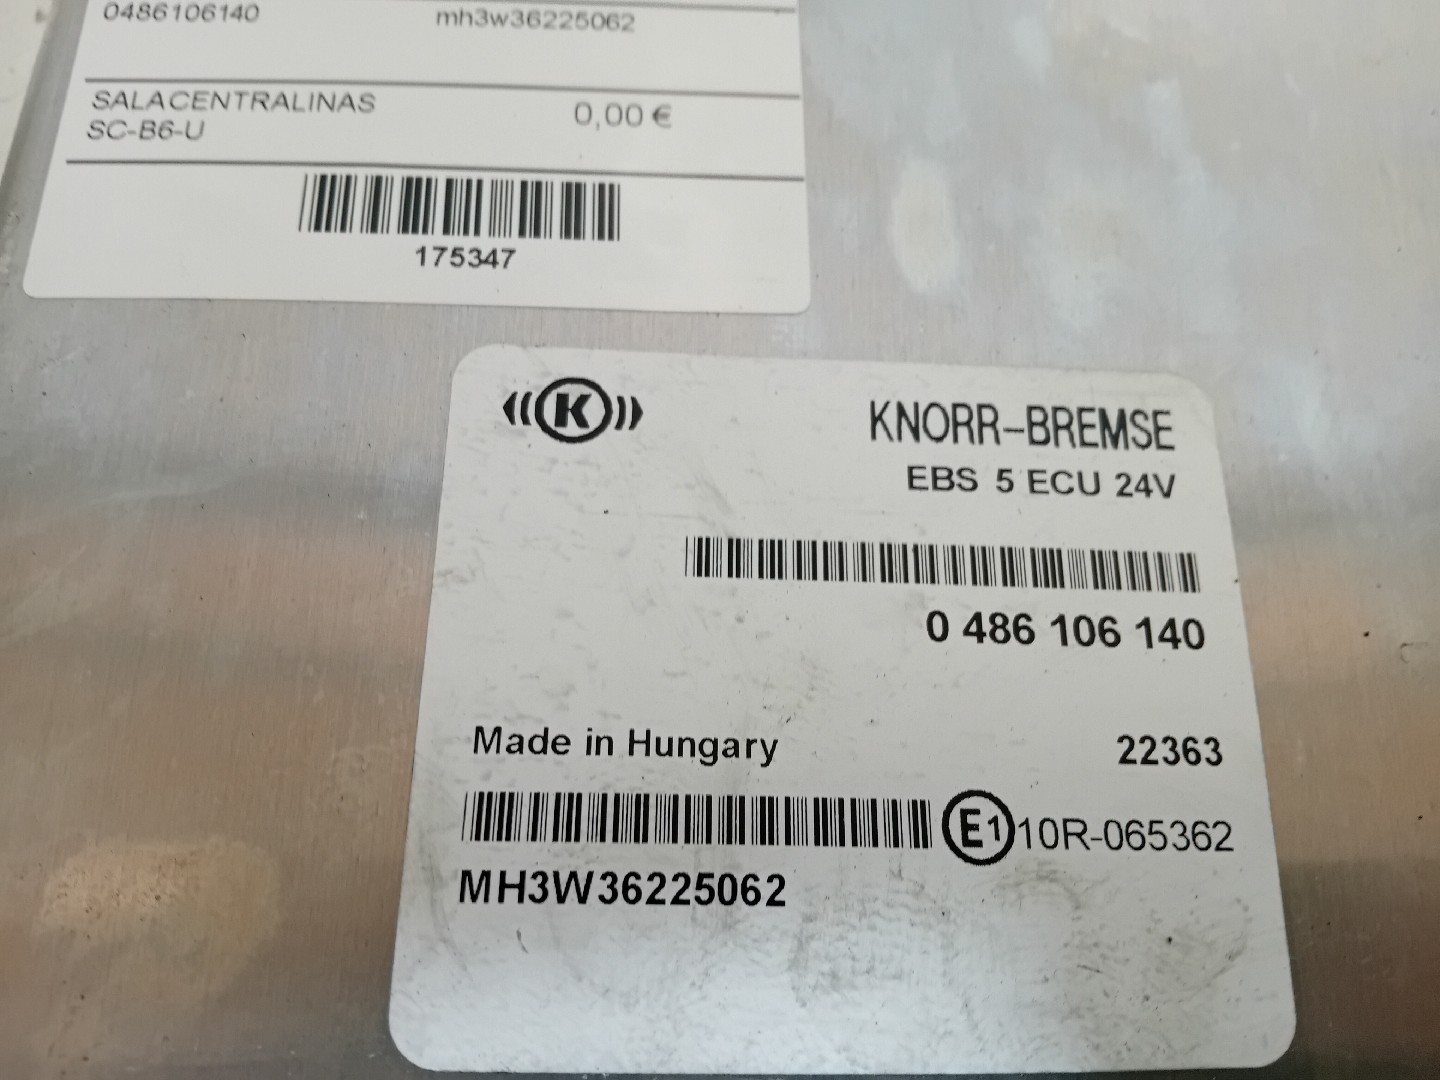 0486106140 mh3w36225062
SALACENTRALINAS 0,00 €
SC-B6-U
175347
K KNORR-BREMSE
EBS 5 ECU 24V
0 486 106 140
Made in Hungary 22363
E1 10R-065362
MH3W36225062